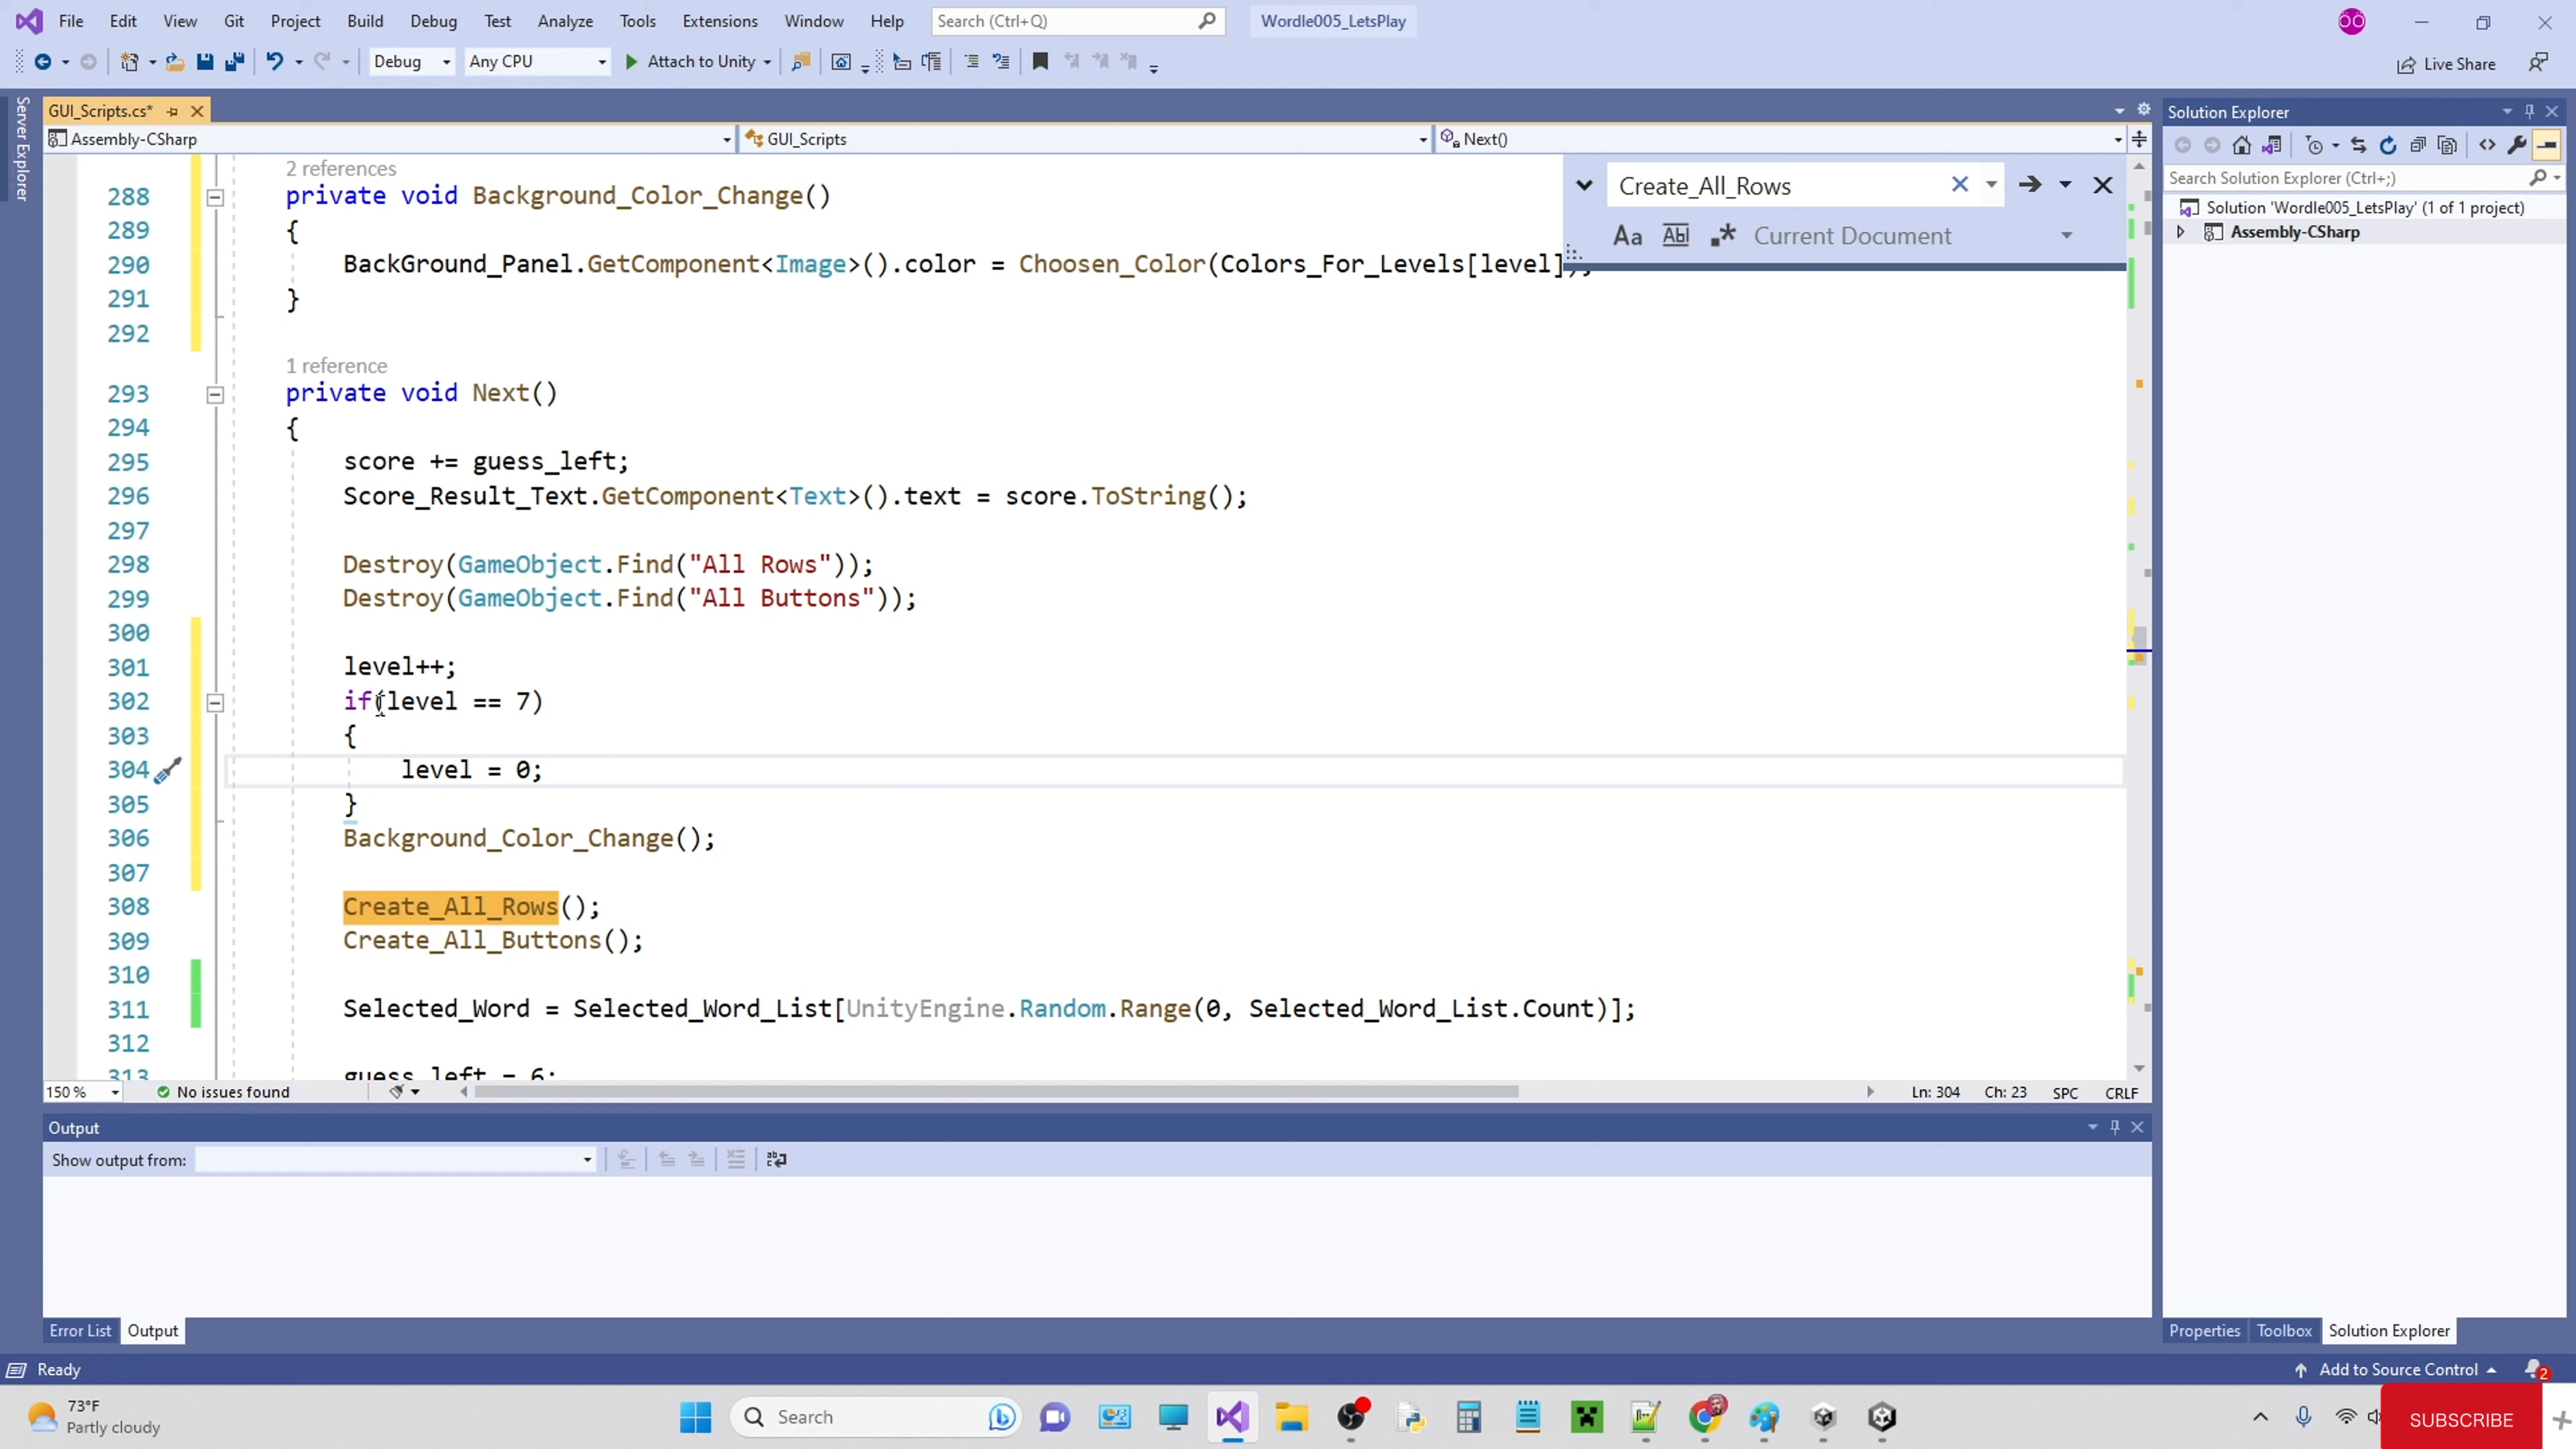 File Edit View Git Project Build Debug Test Analyze Tools Extensions Window Help Search (Ctrl+Q) Wordle005_LetsPlay
Debug Any CPU Attach to Unity Live Share
Server Explorer
GUI_Scripts.cs*
Assembly-CSharp GUI_Scripts Next()
Create_All_Rows
Aa Abl .* Current Document
2 references
288 private void Background_Color_Change()
289 {
290 BackGround_Panel.GetComponent<Image>().color = Choosen_Color(Colors_For_Levels[level]);
291 }
292
1 reference
293 private void Next()
294 {
295 score += guess_left;
296 Score_Result_Text.GetComponent<Text>().text = score.ToString();
297
298 Destroy(GameObject.Find("All Rows"));
299 Destroy(GameObject.Find("All Buttons"));
300
301 level++;
302 if(level == 7)
303 {
304 level = 0;
305 }
306 Background_Color_Change();
307
308 Create_All_Rows();
309 Create_All_Buttons();
310
311 Selected_Word = Selected_Word_List[UnityEngine.Random.Range(0, Selected_Word_List.Count)];
312
313 guess_left = 6;
150 % No issues found Ln: 304 Ch: 23 SPC CRLF
Output
Show output from:
Error List Output
Solution Explorer
Search Solution Explorer (Ctrl+;)
Solution 'Wordle005_LetsPlay' (1 of 1 project)
Assembly-CSharp
Properties Toolbox Solution Explorer
Ready Add to Source Control 2
73°F
Partly cloudy
Search
SUBSCRIBE